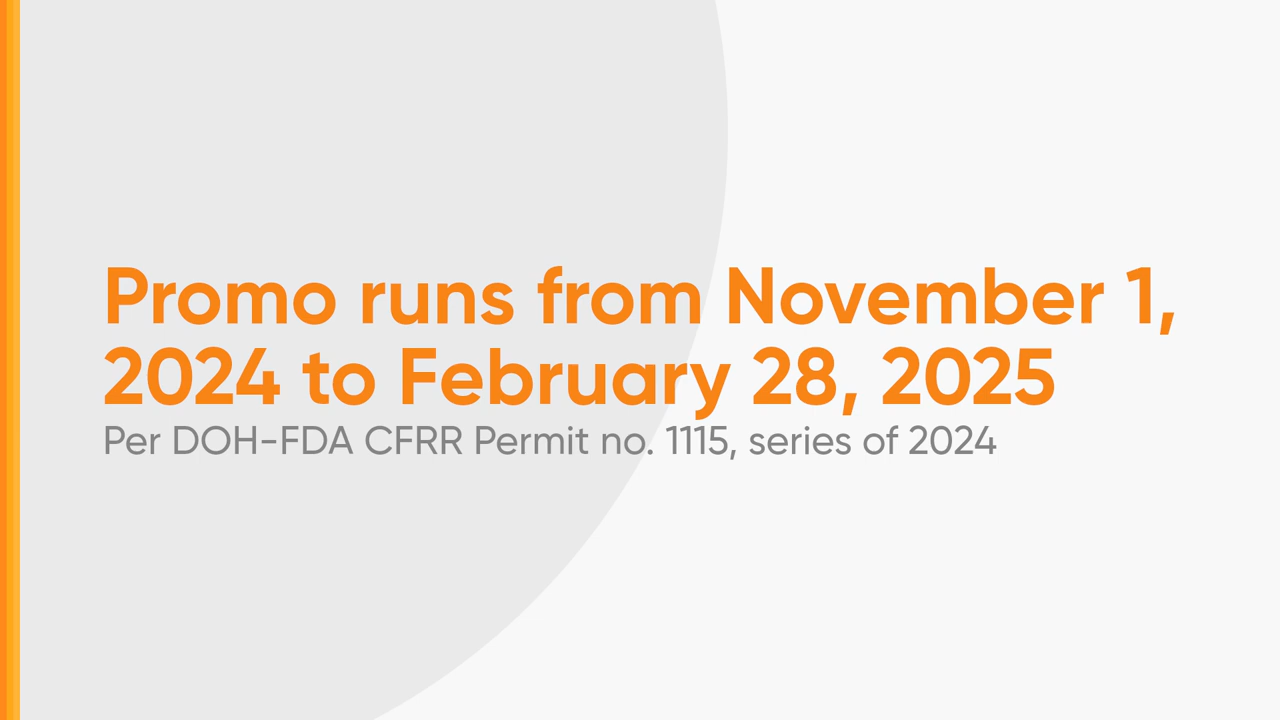 Promo runs from November 1,
2024 to February 28, 2025
Per DOH-FDA CFRR Permit no. 1115, series of 2024